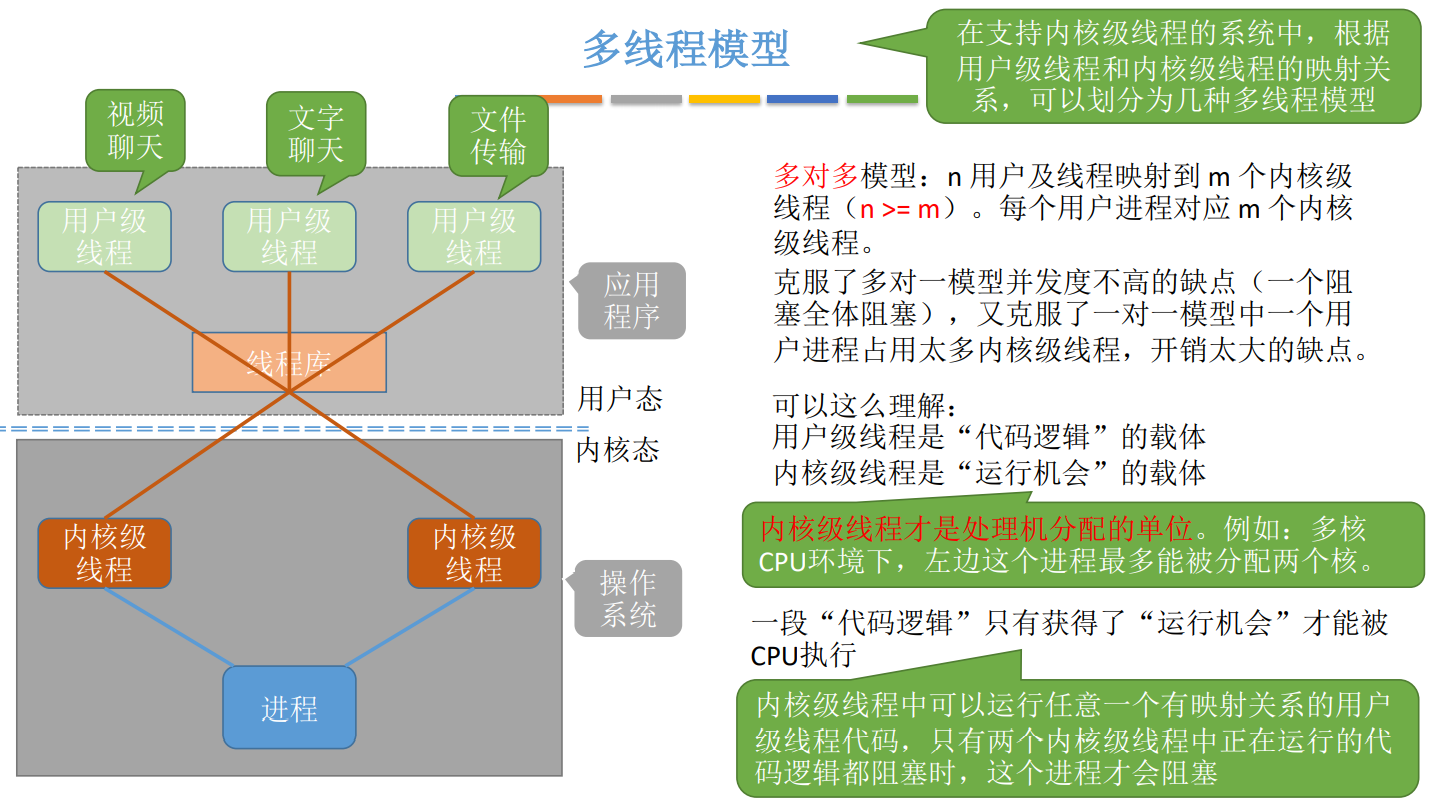 多线程模型
在支持内核级线程的系统中，根据
用户级线程和内核级线程的映射关
系，可以划分为几种多线程模型
视频
聊天
文字
聊天
文件
传输
用户级
线程
用户级
线程
用户级
线程
应用
程序
线程库
用户态
内核态
内核级
线程
内核级
线程
操作
系统
进程
多对多模型：n 用户及线程映射到 m 个内核级
线程（n >= m）。每个用户进程对应 m 个内核
级线程。
克服了多对一模型并发度不高的缺点（一个阻
塞全体阻塞），又克服了一对一模型中一个用
户进程占用太多内核级线程，开销太大的缺点。
可以这么理解：
用户级线程是“代码逻辑”的载体
内核级线程是“运行机会”的载体
内核级线程才是处理机分配的单位。例如：多核
CPU环境下，左边这个进程最多能被分配两个核。
一段“代码逻辑”只有获得了“运行机会”才能被
CPU执行
内核级线程中可以运行任意一个有映射关系的用户
级线程代码，只有两个内核级线程中正在运行的代
码逻辑都阻塞时，这个进程才会阻塞